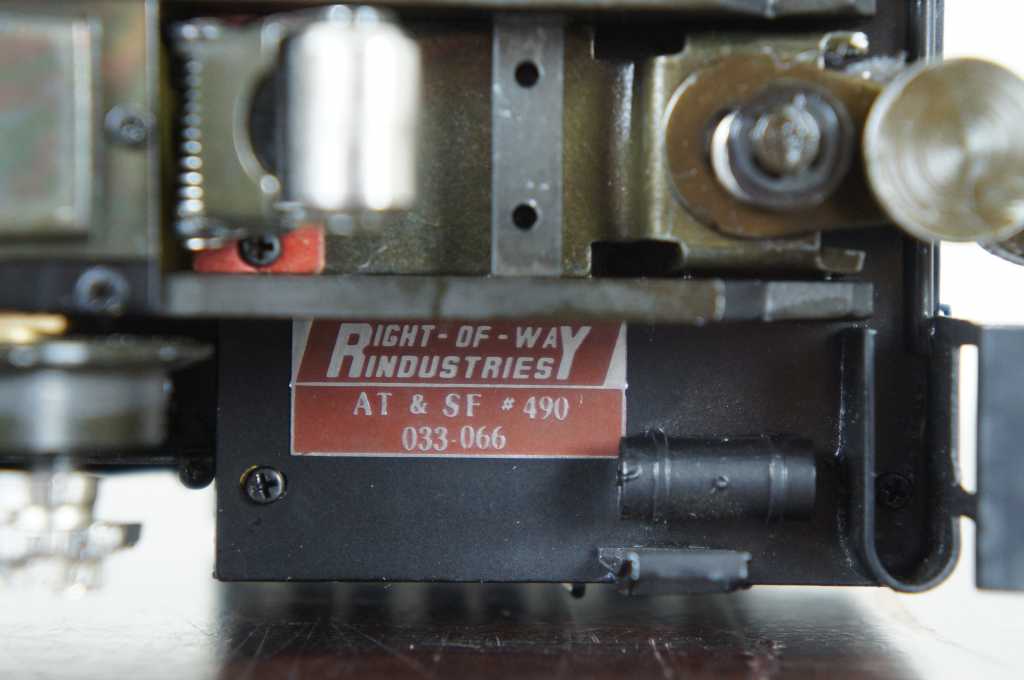 RIGHT-OF-WAY
INDUSTRIES
AT & SF # 490
033-066